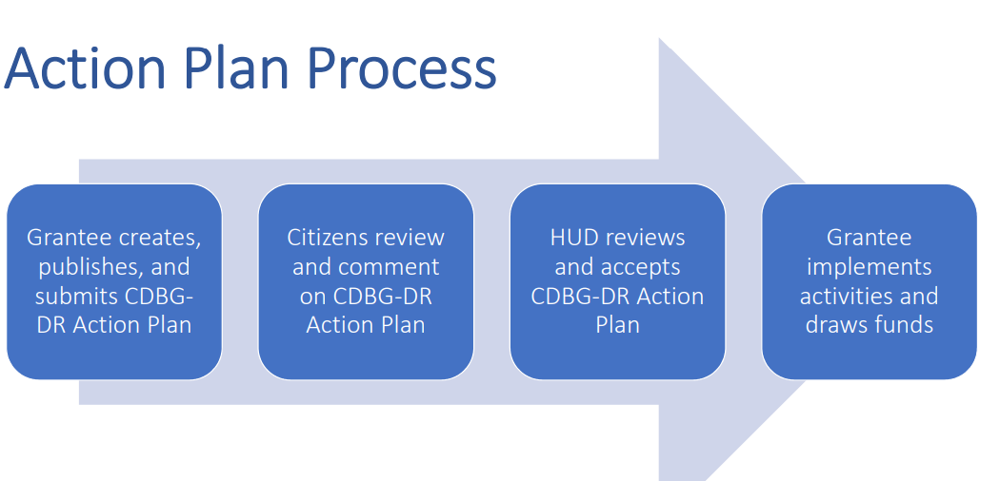 Action Plan Process
Grantee creates,
publishes, and
submits CDBG-
DR Action Plan
Citizens review
and comment
on CDBG-DR
Action Plan
HUD reviews
and accepts
CDBG-DR Action
Plan
Grantee
implements
activities and
draws funds